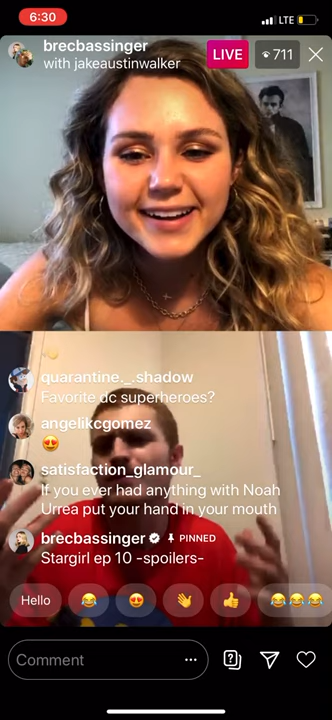 6:30
LTE
brecbassinger
with jakeaustinwalker
LIVE
711
quarantine._.shadow
Favorite dc superheroes?
angelikcgomez
😍
satisfaction_glamour_
If you ever had anything with Noah
Urrea put your hand in your mouth
brecbassinger PINNED
Stargirl ep 10 -spoilers-
Hello 😂 😍 👋 👍 😂😂😂
Comment